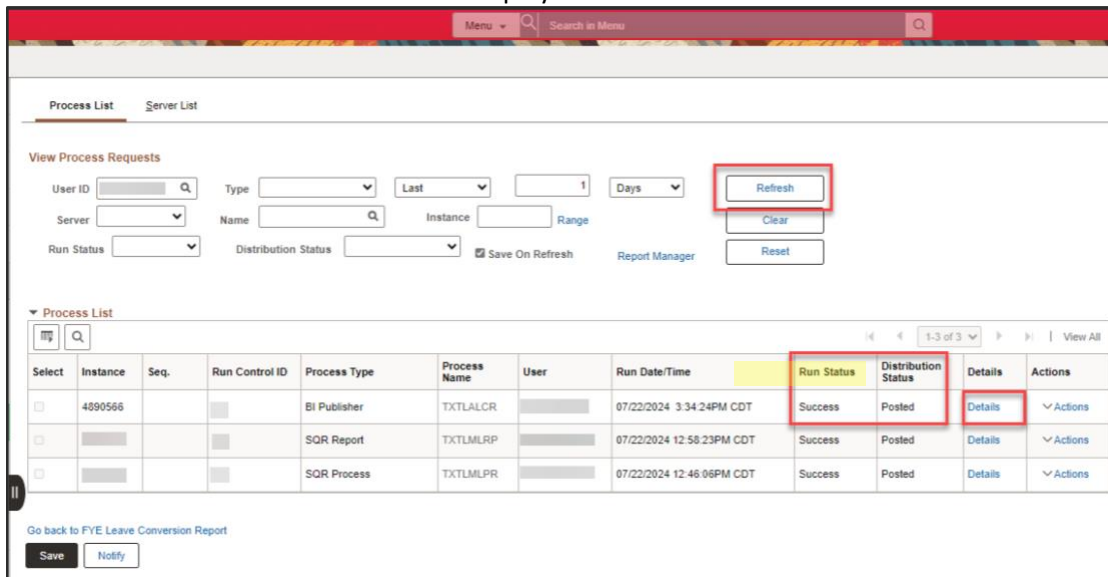 Menu Search in Menu
Process List Server List
View Process Requests
User ID Type Last 1 Days Refresh
Server Name Instance Range Clear
Run Status Distribution Status Save On Refresh Report Manager Reset
Process List
1-3 of 3 | View All
Select Instance Seq. Run Control ID Process Type Process Name User Run Date/Time Run Status Distribution Status Details Actions
4890566 BI Publisher TXTLALCR 07/22/2024 3:34:24PM CDT Success Posted Details Actions
SQR Report TXTLMLRP 07/22/2024 12:58:23PM CDT Success Posted Details Actions
SQR Process TXTLMLPR 07/22/2024 12:46:06PM CDT Success Posted Details Actions
Go back to FYE Leave Conversion Report
Save Notify